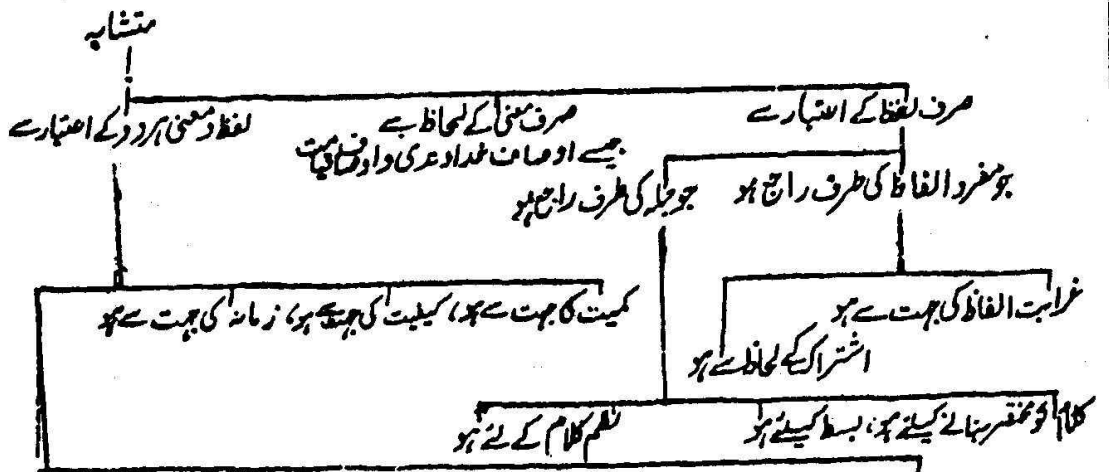 متشابہ
صرف لفظ کے اعتبار سے
صرف معنی کے لحاظ سے
جیسے اوصاف خداوندی و اوصاف قیامت
لفظ و معنی ہر دو کے اعتبار سے
جو مفرد الفاظ کی طرف راجع ہو
جو جملہ کی طرف راجع ہو
غرابت الفاظ کی جہت سے ہو
اشتراک کے لحاظ سے ہو
کمیت کا جہت سے ہو، کیفیت کی جہت سے ہو، زمانہ کی جہت سے ہو
کلام کو مختصر بنانے کیلئے ہو، بسط کیلئے ہو
نظم کلام کے لئے ہو